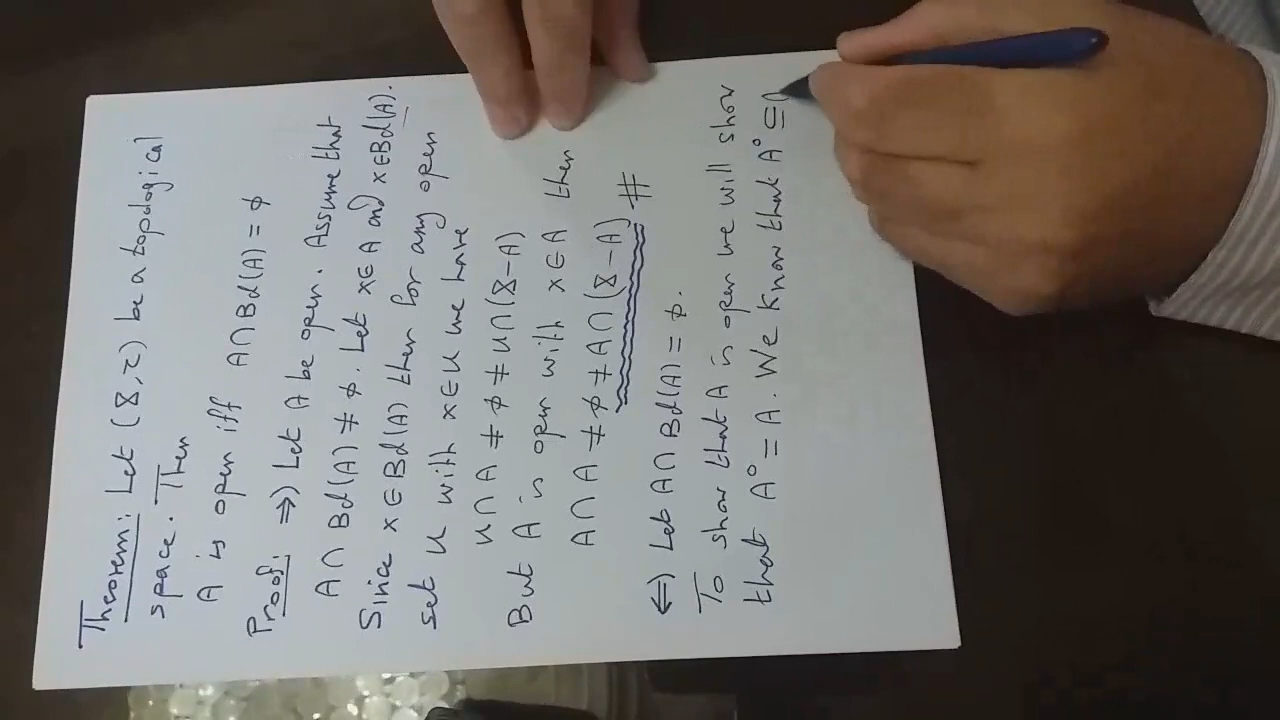 Theorem: Let (X,τ) be a topological
space. Then
A is open iff A∩Bd(A)=∅
Proof: ⇒) Let A be open. Assume that
A∩Bd(A)≠∅. Let x∈A and x∈Bd(A).
Since x∈Bd(A) then for any open
set U with x∈U we have
U∩A≠∅≠U∩(X-A)
But A is open with x∈A then
A∩A≠∅≠A∩(X-A) #
⇐) Let A∩Bd(A)=∅.
To show that A is open we will show
that A°=A. We know that A°⊆